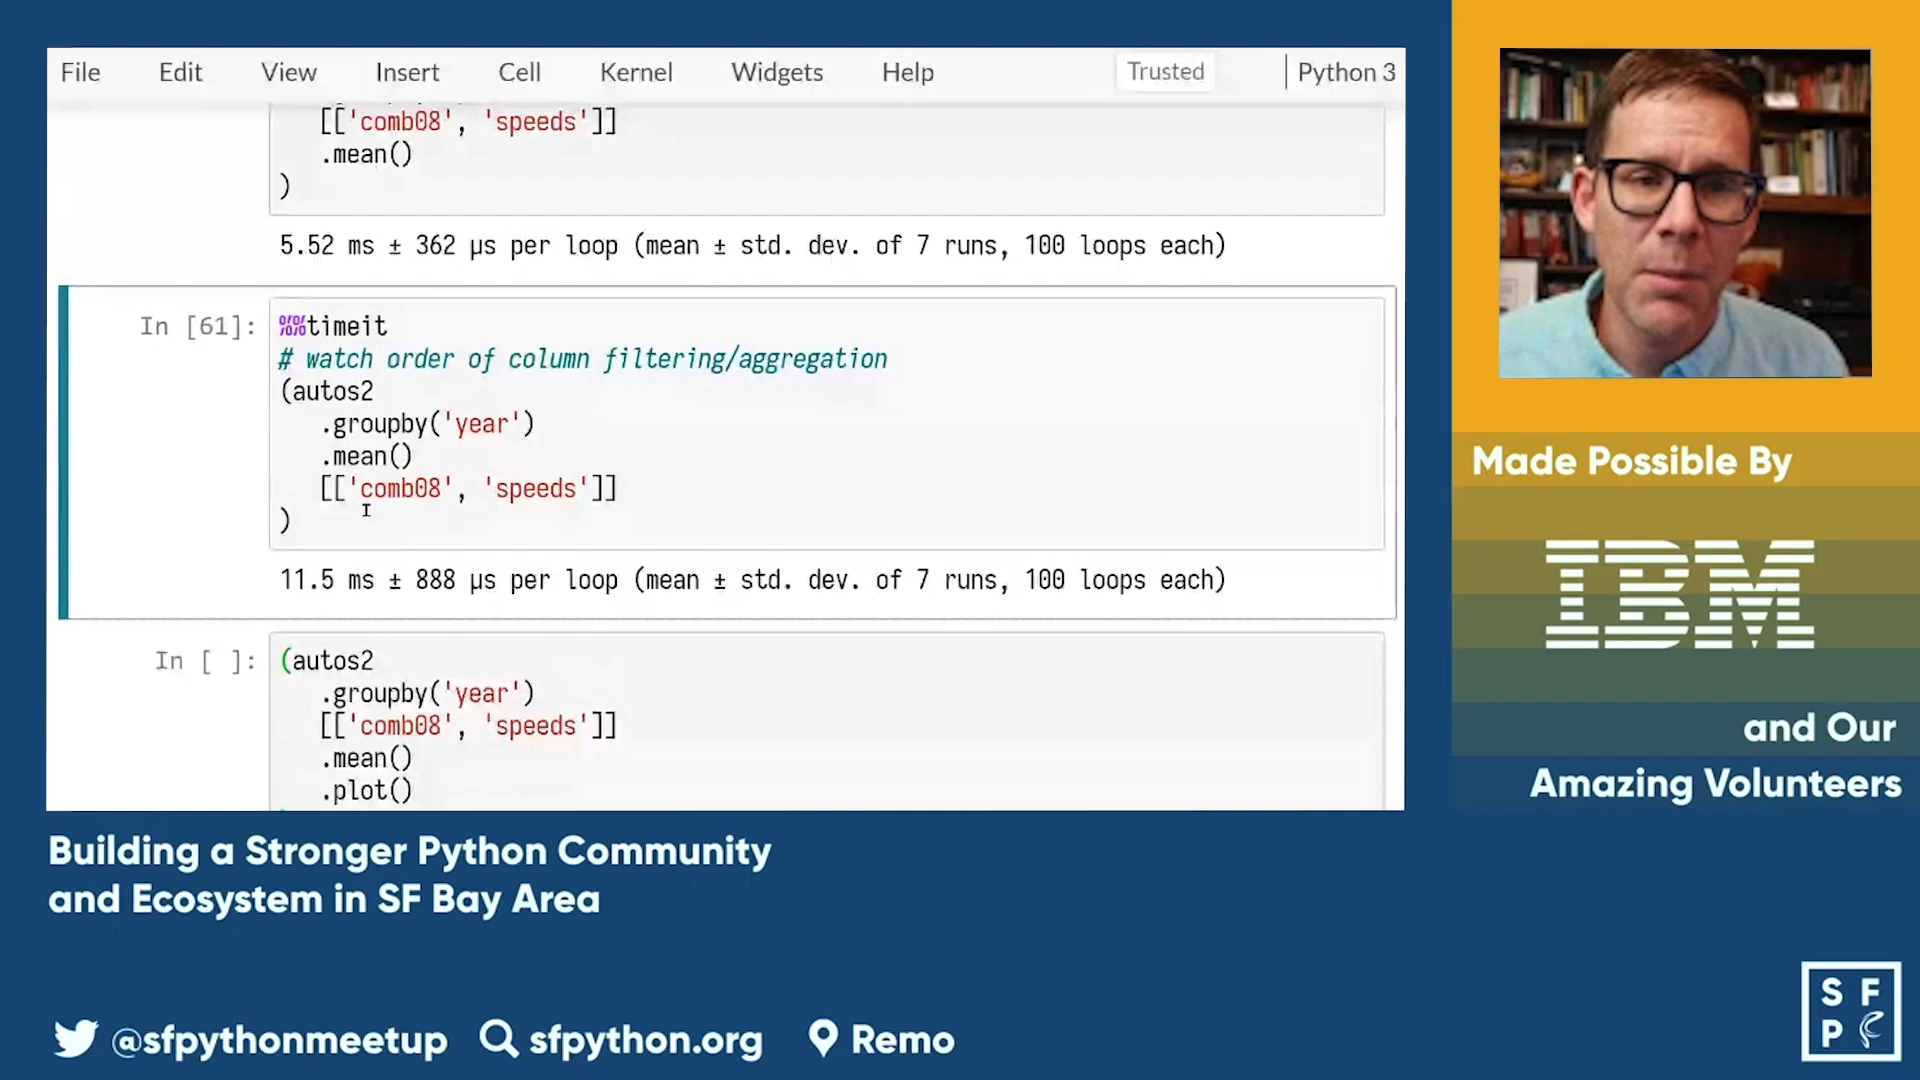 File Edit View Insert Cell Kernel Widgets Help Trusted Python 3
[['comb08', 'speeds']]
.mean()
)
5.52 ms ± 362 µs per loop (mean ± std. dev. of 7 runs, 100 loops each)
In [61]: %%timeit
# watch order of column filtering/aggregation
(autos2
.groupby('year')
.mean()
[['comb08', 'speeds']]
)
11.5 ms ± 888 µs per loop (mean ± std. dev. of 7 runs, 100 loops each)
In [ ]: (autos2
.groupby('year')
[['comb08', 'speeds']]
.mean()
.plot()
Made Possible By
IBM
and Our
Amazing Volunteers
Building a Stronger Python Community
and Ecosystem in SF Bay Area
@sfpythonmeetup sfpython.org Remo
S F
P